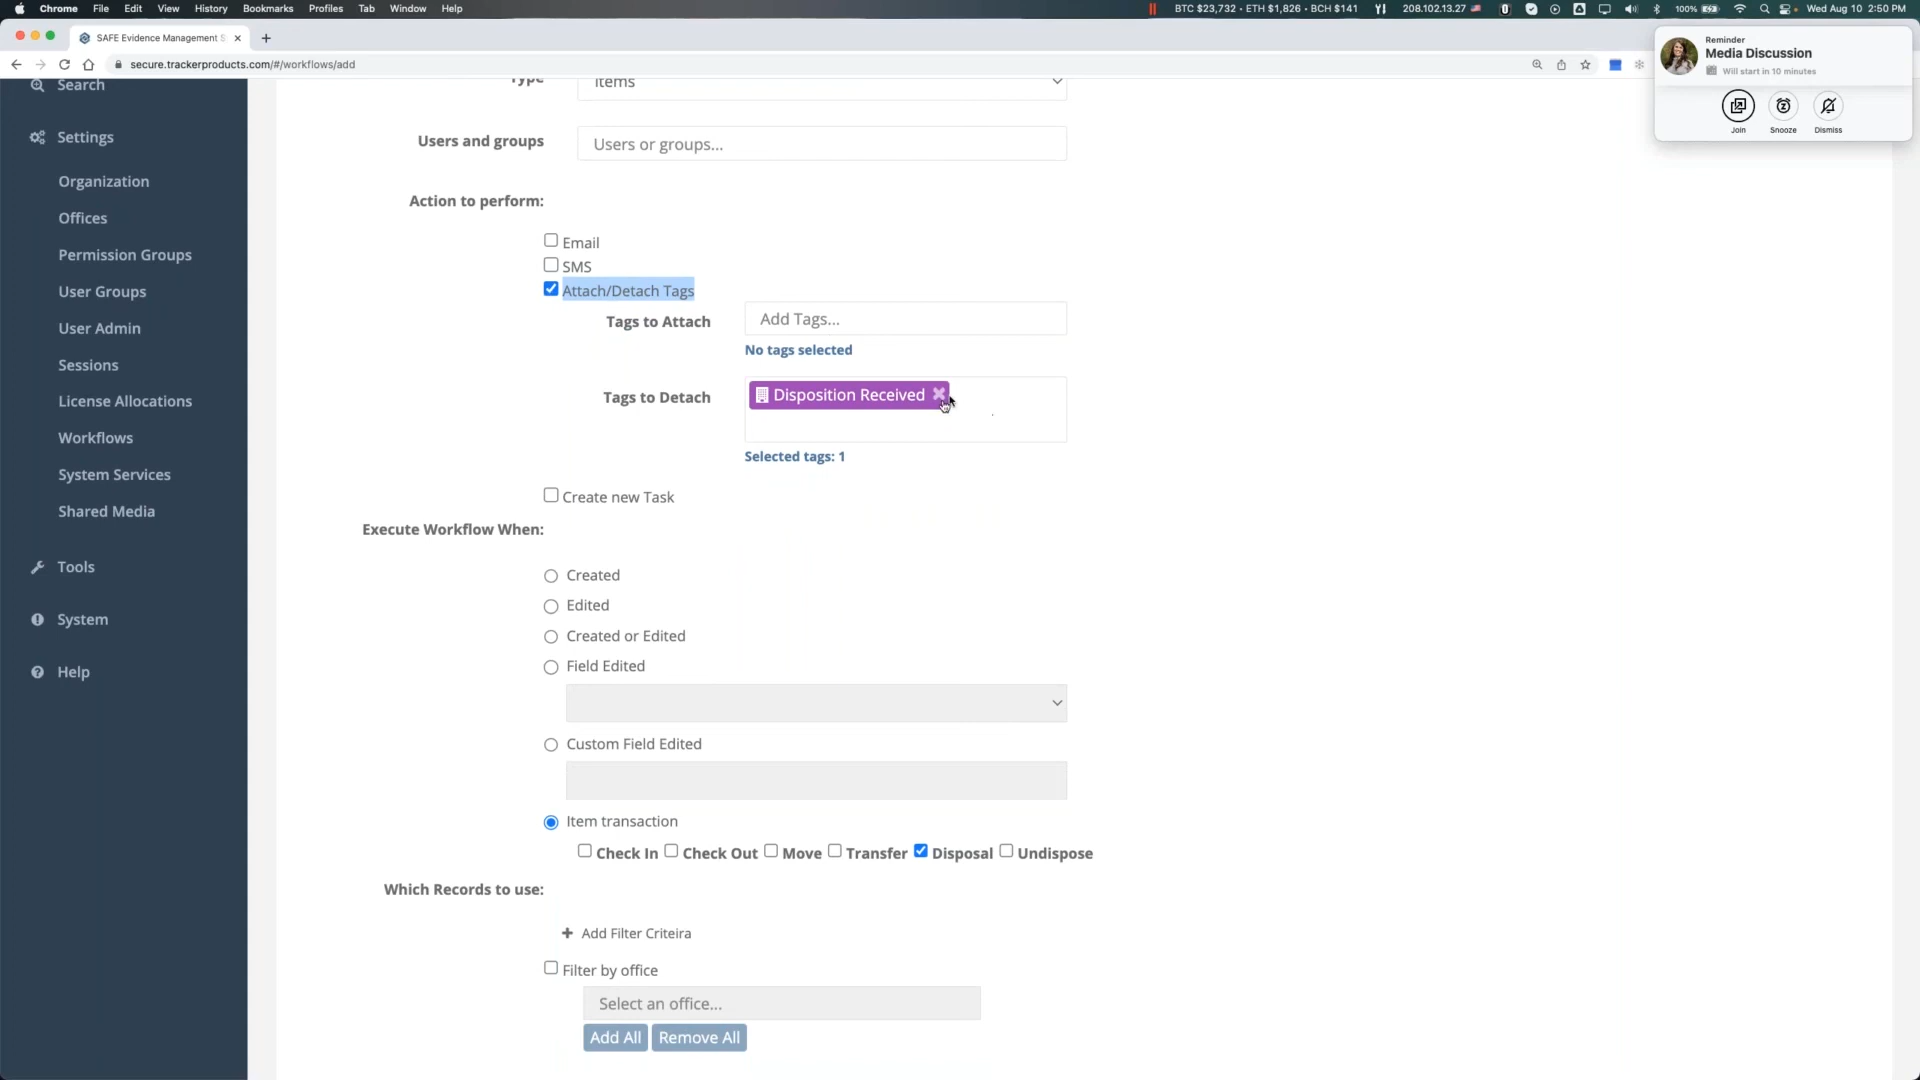 Chrome File Edit View History Bookmarks Profiles Tab Window Help
BTC $23,732 • ETH $1,826 • BCH $141 208.102.13.27 100% Wed Aug 10 2:50 PM
SAFE Evidence Management S
secure.trackerproducts.com/#/workflows/add
Reminder
Media Discussion
Will start in 10 minutes
Join Snooze Dismiss
Search
Settings
Organization
Offices
Permission Groups
User Groups
User Admin
Sessions
License Allocations
Workflows
System Services
Shared Media
Tools
System
Help
Type Items
Users and groups Users or groups...
Action to perform:
Email
SMS
Attach/Detach Tags
Tags to Attach Add Tags...
No tags selected
Tags to Detach Disposition Received
Selected tags: 1
Create new Task
Execute Workflow When:
Created
Edited
Created or Edited
Field Edited
Custom Field Edited
Item transaction
Check In Check Out Move Transfer Disposal Undispose
Which Records to use:
Add Filter Criteira
Filter by office
Select an office...
Add All Remove All